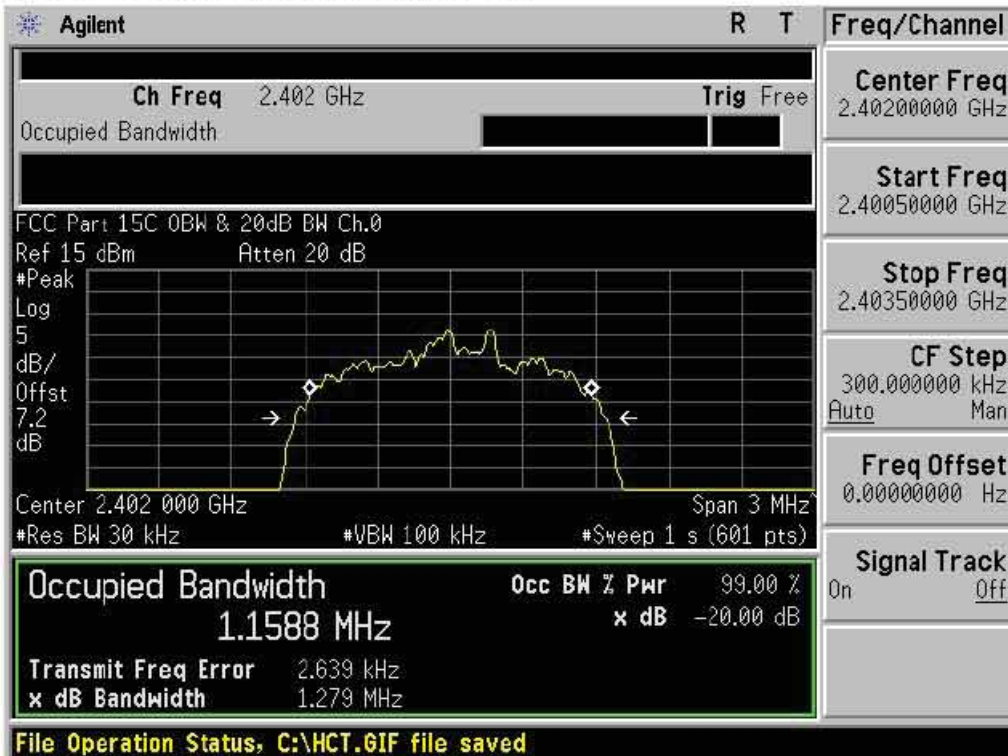 Agilent R T Freq/Channel
Ch Freq 2.402 GHz Trig Free
Occupied Bandwidth
Center Freq
2.40200000 GHz
Start Freq
2.40050000 GHz
Stop Freq
2.40350000 GHz
CF Step
300.000000 kHz
Auto Man
Freq Offset
0.00000000 Hz
Signal Track
On Off
FCC Part 15C OBW & 20dB BW Ch.0
Ref 15 dBm Atten 20 dB
#Peak
Log
5
dB/
Offst
7.2
dB
Center 2.402 000 GHz Span 3 MHz^
#Res BW 30 kHz #VBW 100 kHz #Sweep 1 s (601 pts)
Occupied Bandwidth Occ BW % Pwr 99.00 %
1.1588 MHz x dB -20.00 dB
Transmit Freq Error 2.639 kHz
x dB Bandwidth 1.279 MHz
File Operation Status, C:\HCT.GIF file saved